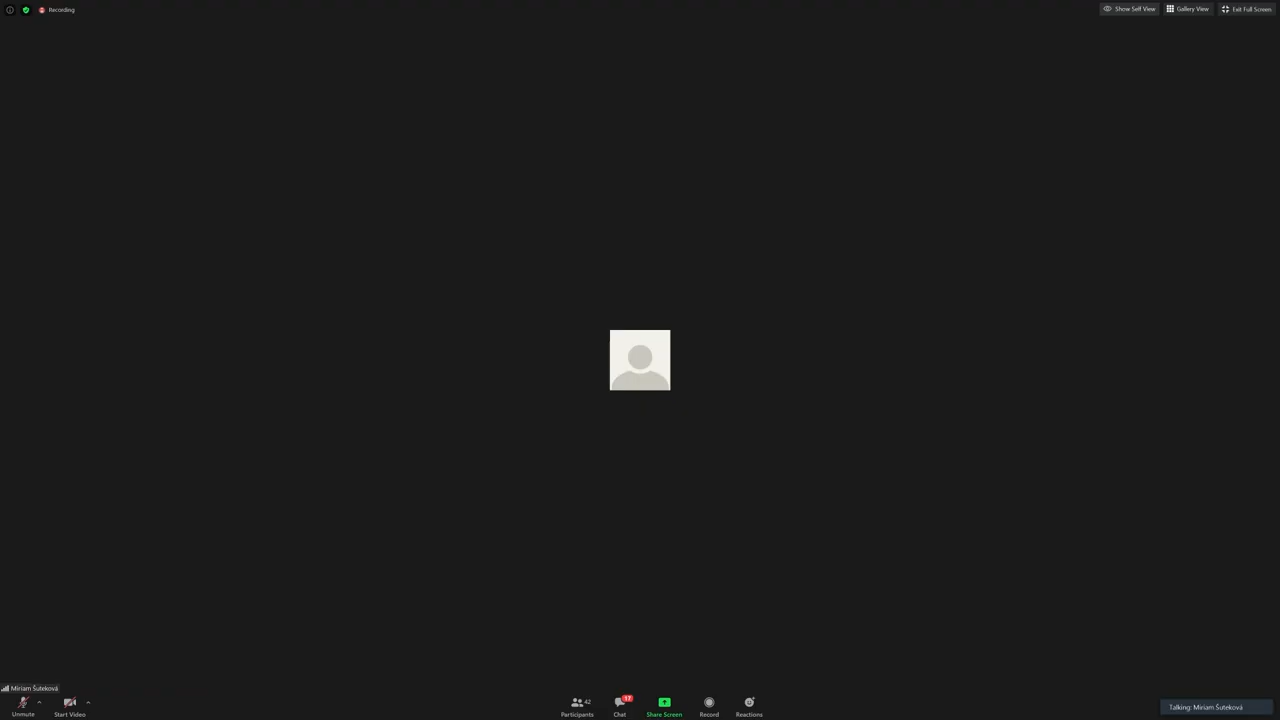 Recording
Show Self View
Gallery View
Exit Full Screen
Miriam Šuteková
Unmute
Start Video
42
Participants
17
Chat
Share Screen
Record
Reactions
Talking: Miriam Šuteková